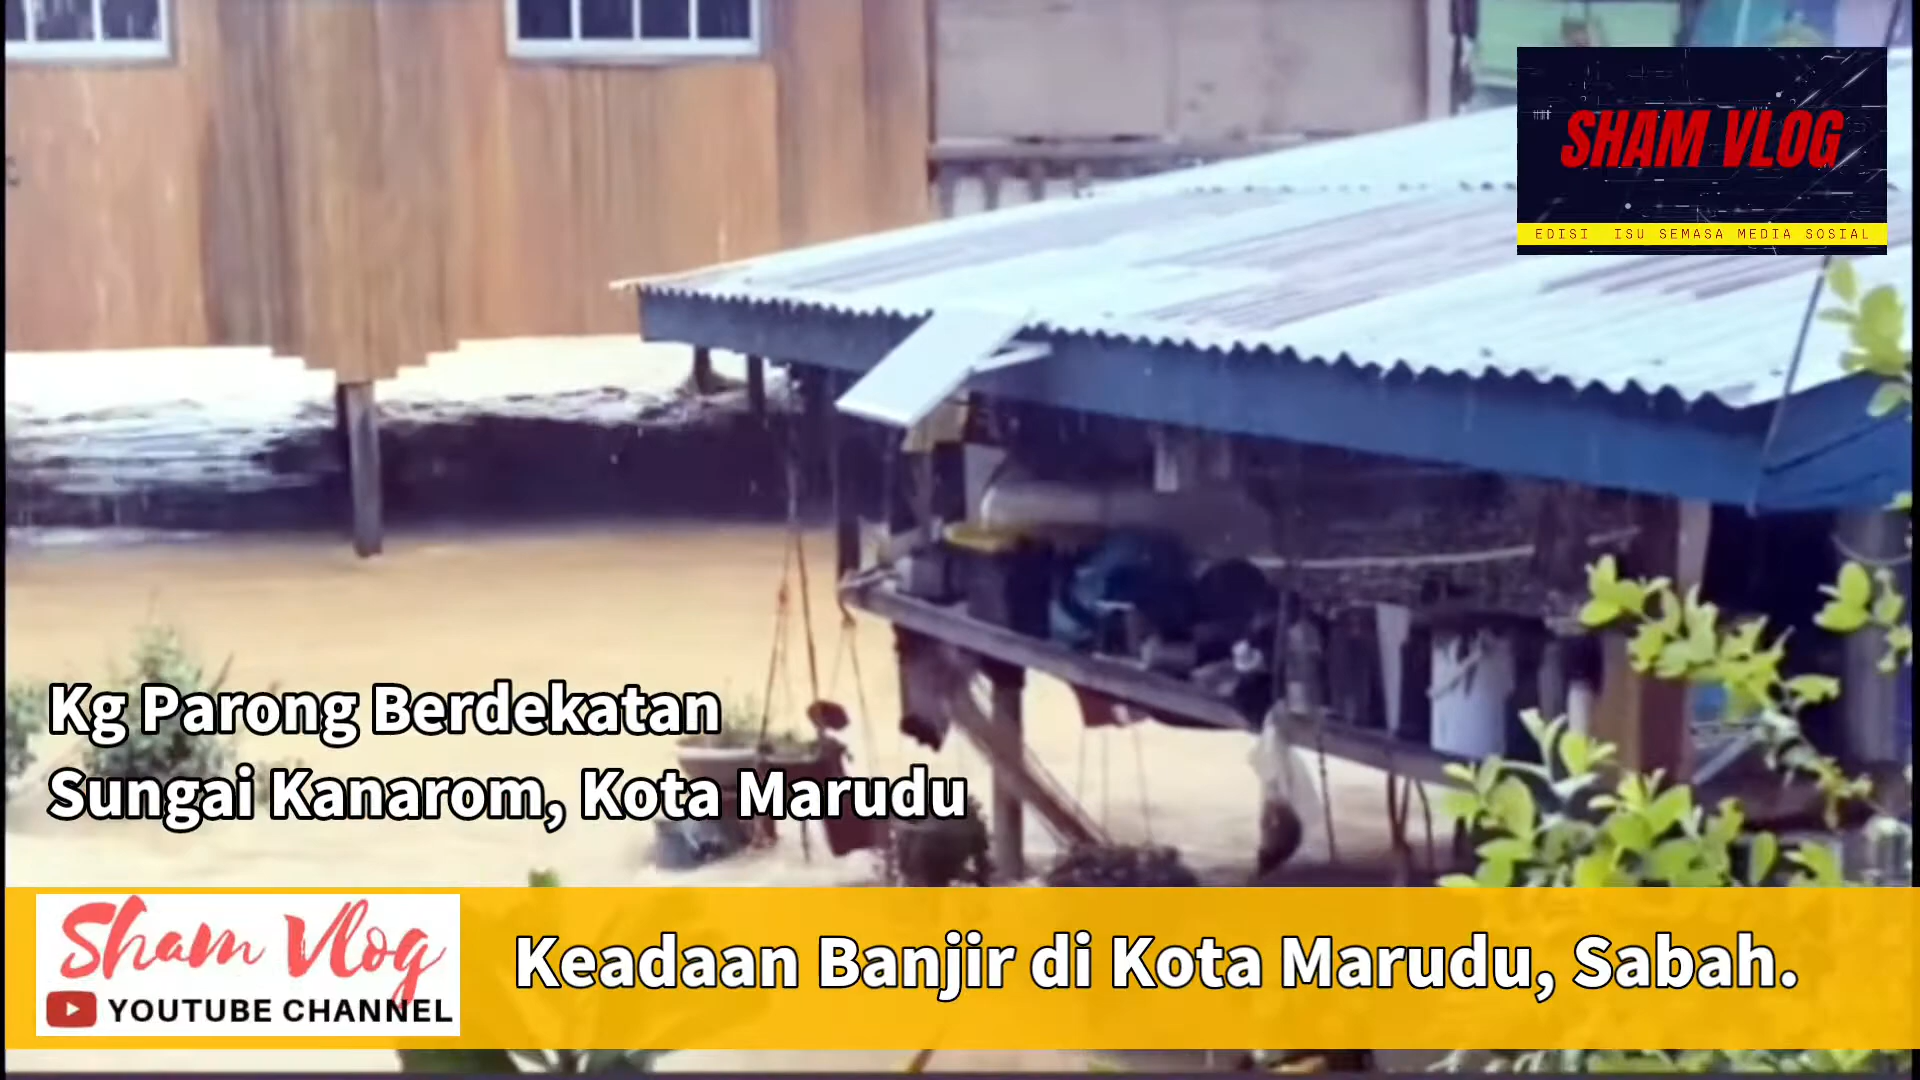 SHAM VLOG
EDISI ISU SEMASA MEDIA SOSIAL
Kg Parong Berdekatan
Sungai Kanarom, Kota Marudu
Sham Vlog
YOUTUBE CHANNEL
Keadaan Banjir di Kota Marudu, Sabah.